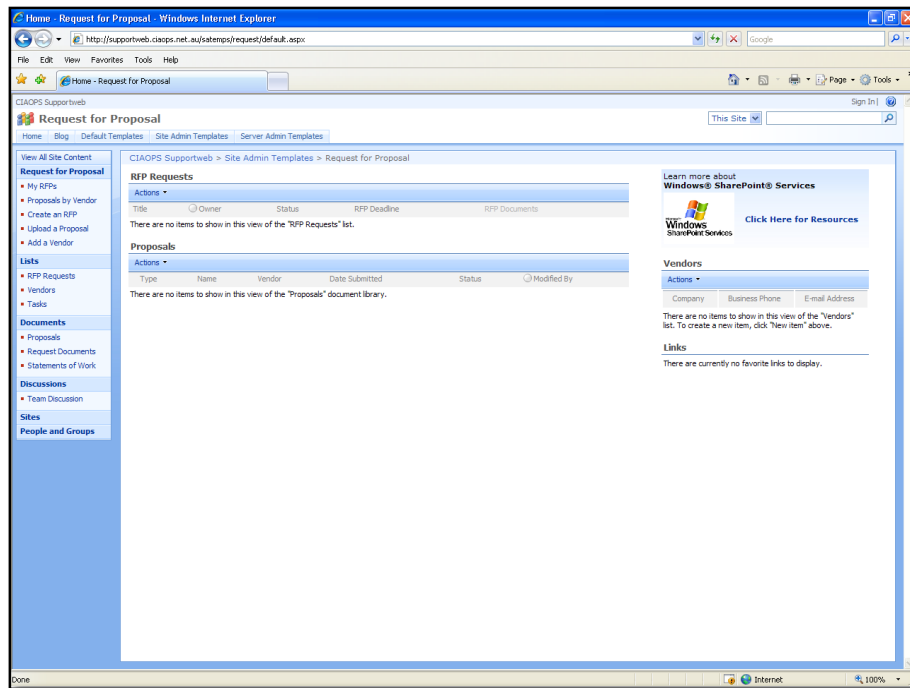 Home - Request for Proposal - Windows Internet Explorer
http://supportweb.ciaops.net.au/satemps/request/default.aspx
Google
File Edit View Favorites Tools Help
Home - Request for Proposal
Page Tools
CIAOPS Supportweb
Sign In |
Request for Proposal
This Site
Home Blog Default Templates Site Admin Templates Server Admin Templates
View All Site Content
Request for Proposal
My RFPs
Proposals by Vendor
Create an RFP
Upload a Proposal
Add a Vendor
Lists
RFP Requests
Vendors
Tasks
Documents
Proposals
Request Documents
Statements of Work
Discussions
Team Discussion
Sites
People and Groups
CIAOPS Supportweb > Site Admin Templates > Request for Proposal
RFP Requests
Actions
Title Owner Status RFP Deadline RFP Documents
There are no items to show in this view of the "RFP Requests" list.
Proposals
Actions
Type Name Vendor Date Submitted Status Modified By
There are no items to show in this view of the "Proposals" document library.
Learn more about
Windows® SharePoint® Services
Windows
SharePoint Services
Click Here for Resources
Vendors
Actions
Company Business Phone E-mail Address
There are no items to show in this view of the "Vendors"
list. To create a new item, click "New item" above.
Links
There are currently no favorite links to display.
Done
Internet
100%